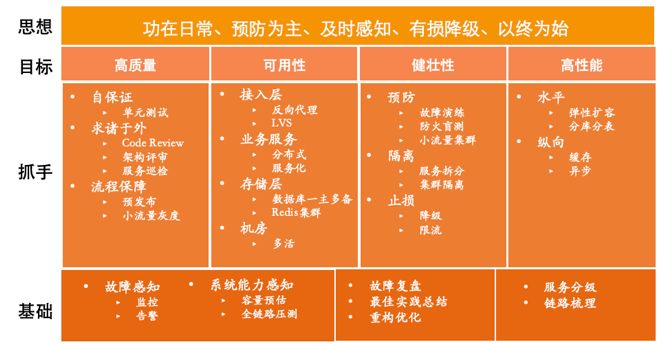 思想
功在日常、预防为主、及时感知、有损降级、以终为始
目标
高质量
可用性
健壮性
高性能
抓手
自保证
单元测试
求诸于外
Code Review
架构评审
服务巡检
流程保障
预发布
小流量灰度
接入层
反向代理
LVS
业务服务
分布式
服务化
存储层
数据库一主多备
Redis集群
机房
多活
预防
故障演练
防火盲测
小流量集群
隔离
服务拆分
集群隔离
止损
降级
限流
水平
弹性扩容
分库分表
纵向
缓存
异步
基础
故障感知
监控
告警
系统能力感知
容量预估
全链路压测
故障复盘
最佳实践总结
重构优化
服务分级
链路梳理